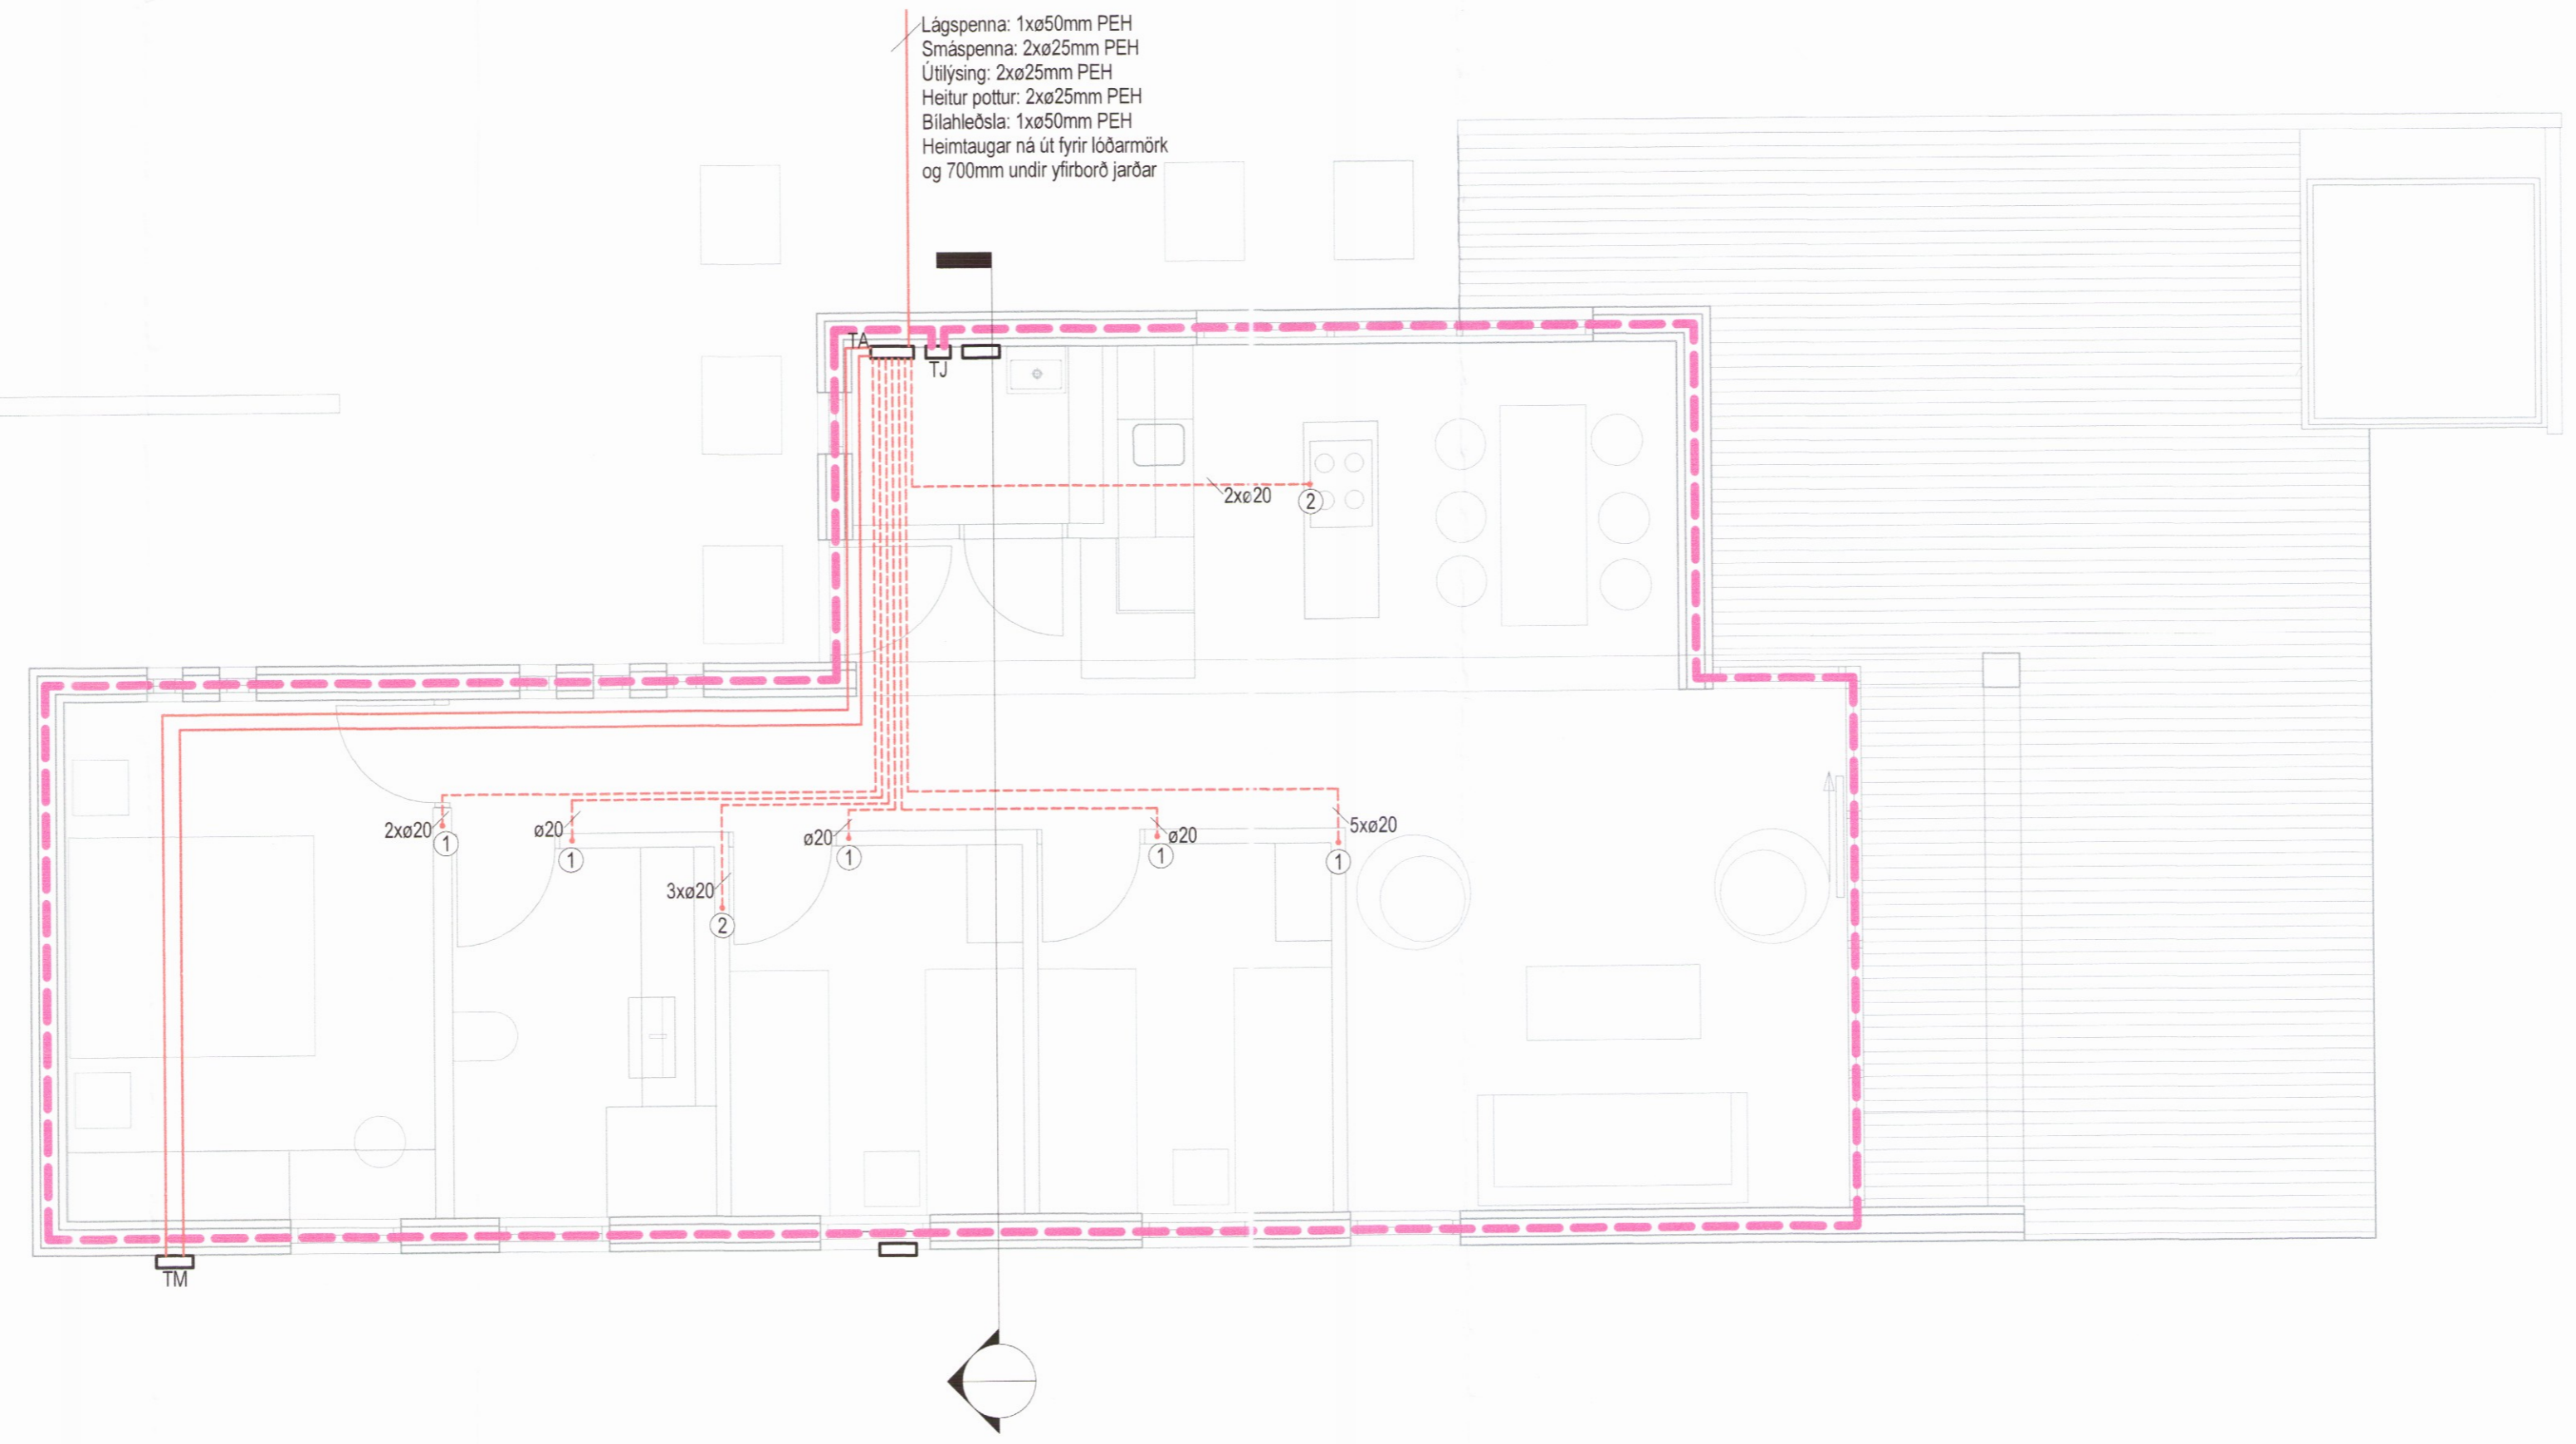 Lágspenna: 1xø50mm PEH
Smáspenna: 2xø25mm PEH
Útilýsing: 2xø25mm PEH
Heitur pottur: 2xø25mm PEH
Bílahleðsla: 1xø50mm PEH
Heimtaugar ná út fyrir lóðarmörk
og 700mm undir yfirborð jarðar
TA
TJ
2xø20
2
2xø20
1
ø20
1
3xø20
2
ø20
1
ø20
1
5xø20
1
TM